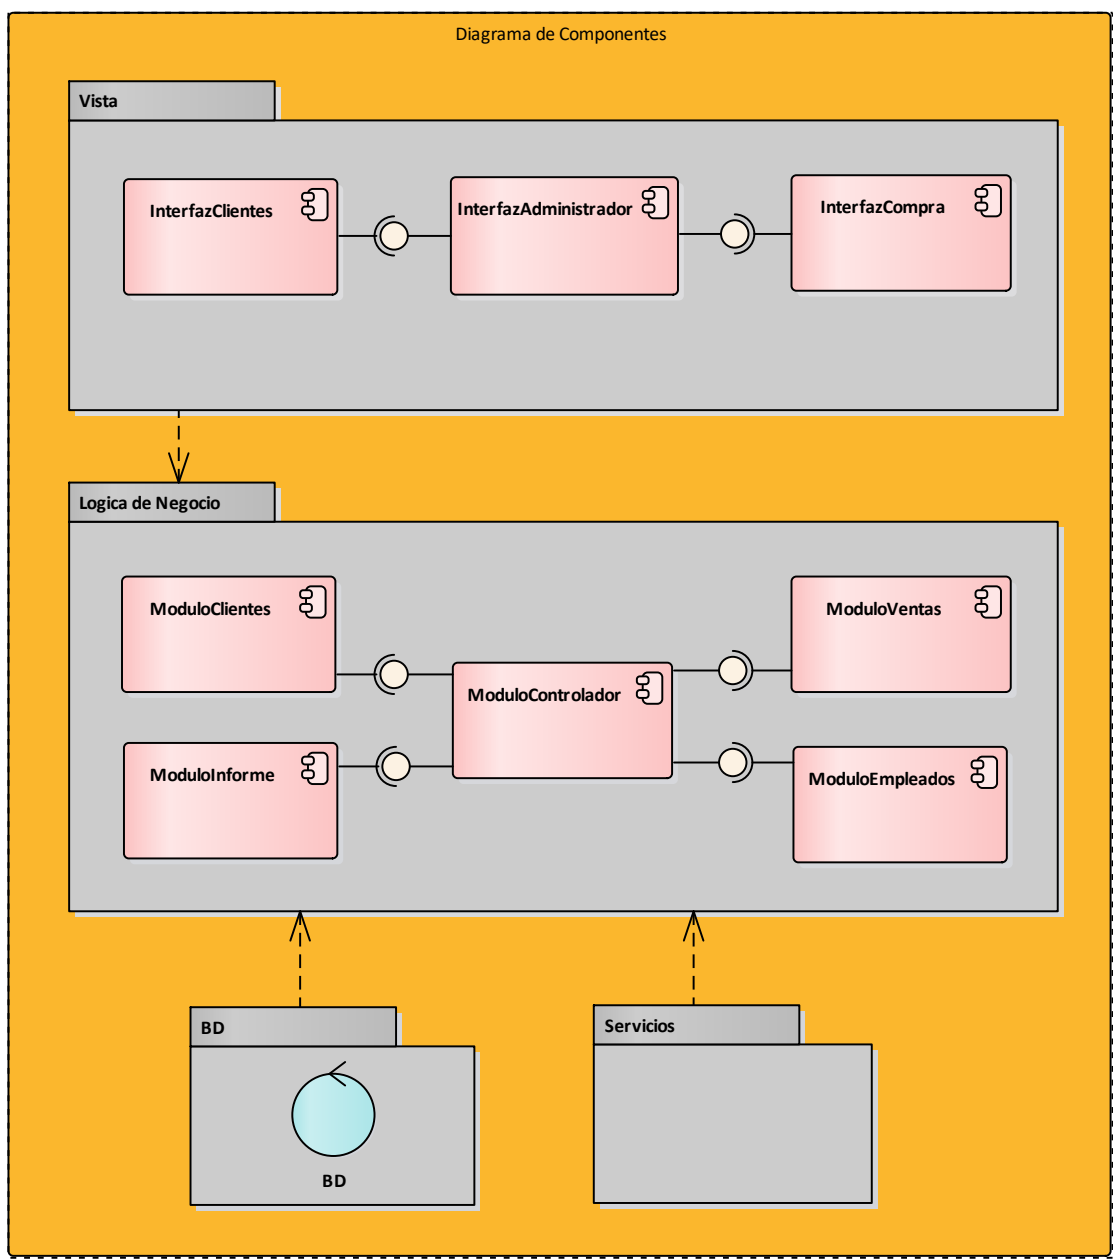 Diagrama de Componentes
Vista
InterfazClientes
InterfazAdministrador
InterfazCompra
Logica de Negocio
ModuloClientes
ModuloVentas
ModuloControlador
ModuloInforme
ModuloEmpleados
BD
Servicios
BD